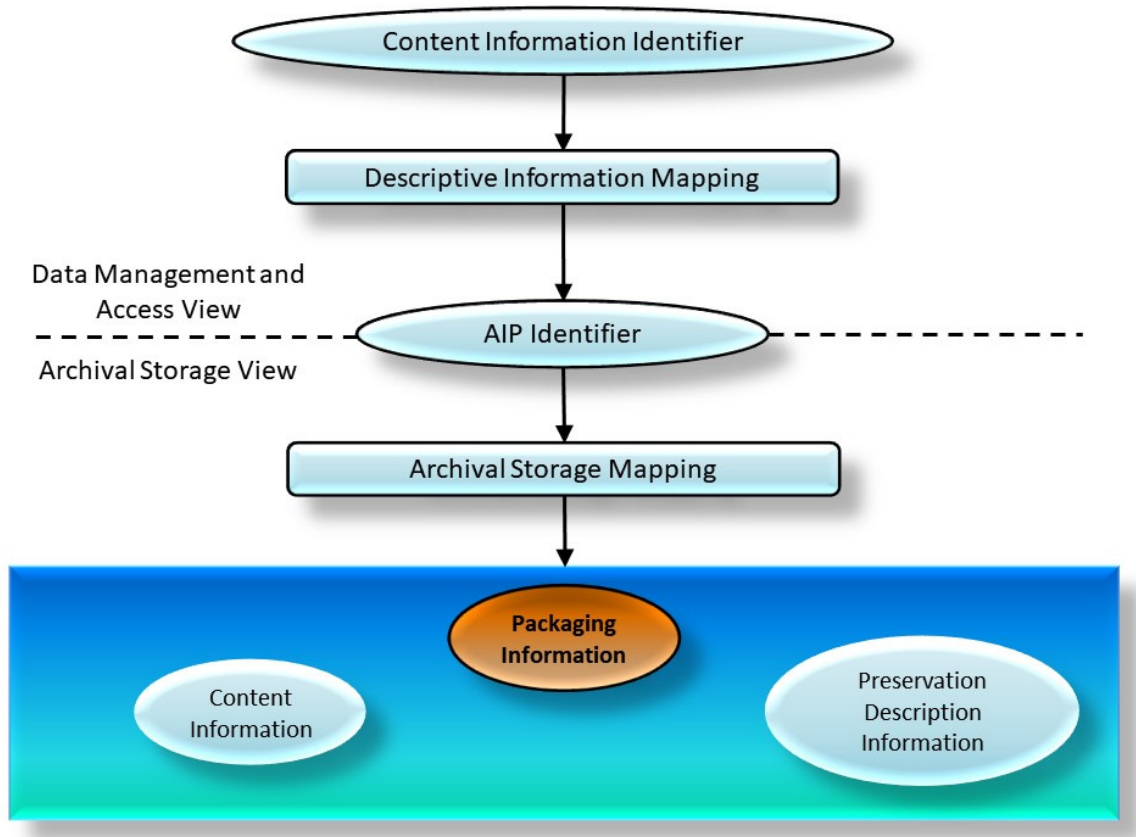 Content Information Identifier
Descriptive Information Mapping
Data Management and
Access View
AIP Identifier
Archival Storage View
Archival Storage Mapping
Packaging
Information
Content
Information
Preservation
Description
Information